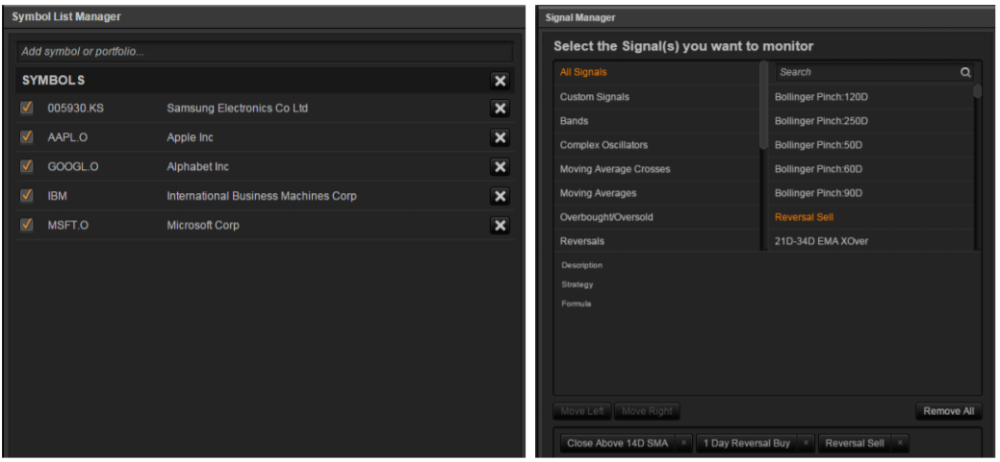 Symbol List Manager
Add symbol or portfolio...
SYMBOLS
005930.KS Samsung Electronics Co Ltd
AAPL.O Apple Inc
GOOGL.O Alphabet Inc
IBM International Business Machines Corp
MSFT.O Microsoft Corp
Signal Manager
Select the Signal(s) you want to monitor
All Signals
Custom Signals
Bands
Complex Oscillators
Moving Average Crosses
Moving Averages
Overbought/Oversold
Reversals
Search
Bollinger Pinch:120D
Bollinger Pinch:250D
Bollinger Pinch:50D
Bollinger Pinch:60D
Bollinger Pinch:90D
Reversal Sell
21D-34D EMA XOver
Description
Strategy
Formula
Move Left Move Right Remove All
Close Above 14D SMA × 1 Day Reversal Buy × Reversal Sell ×